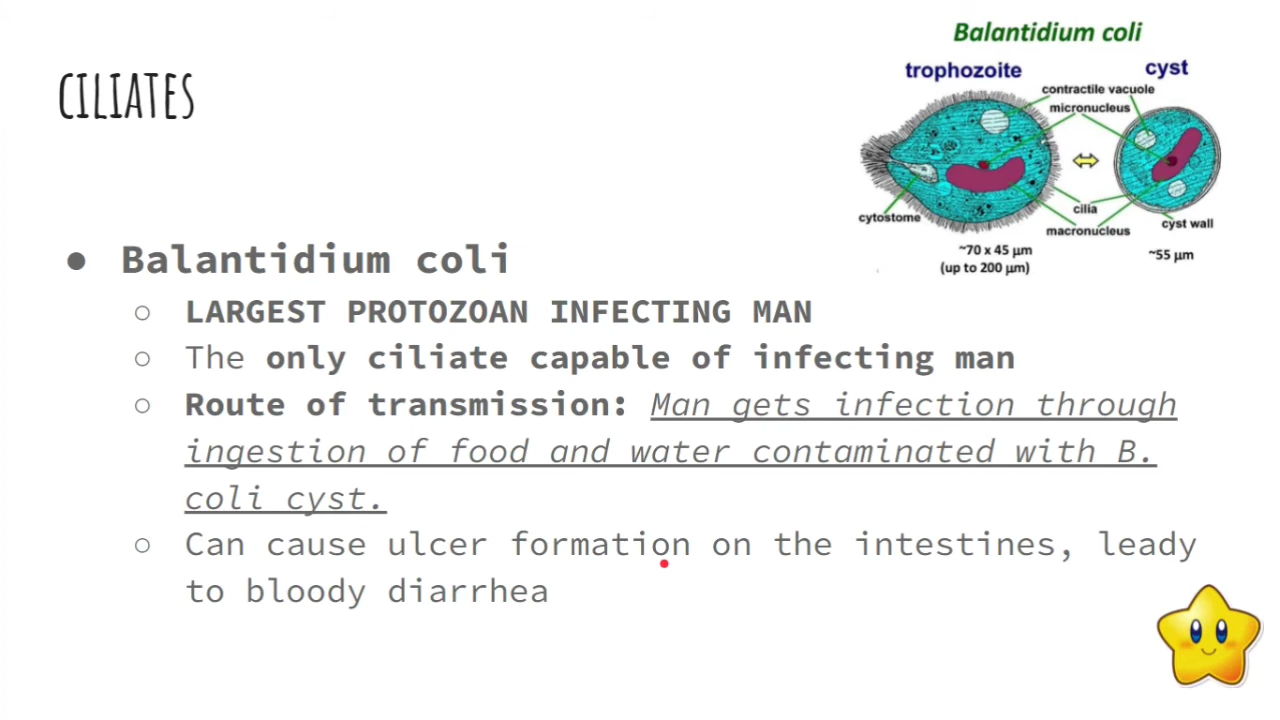 CILIATES
Balantidium coli
trophozoite
cyst
contractile vacuole
micronucleus
cytostome
cilia
macronucleus
cyst wall
~70 x 45 µm
(up to 200 µm)
~55 µm
● Balantidium coli
○ LARGEST PROTOZOAN INFECTING MAN
○ The only ciliate capable of infecting man
○ Route of transmission: Man gets infection through
ingestion of food and water contaminated with B.
coli cyst.
○ Can cause ulcer formation on the intestines, leady
to bloody diarrhea